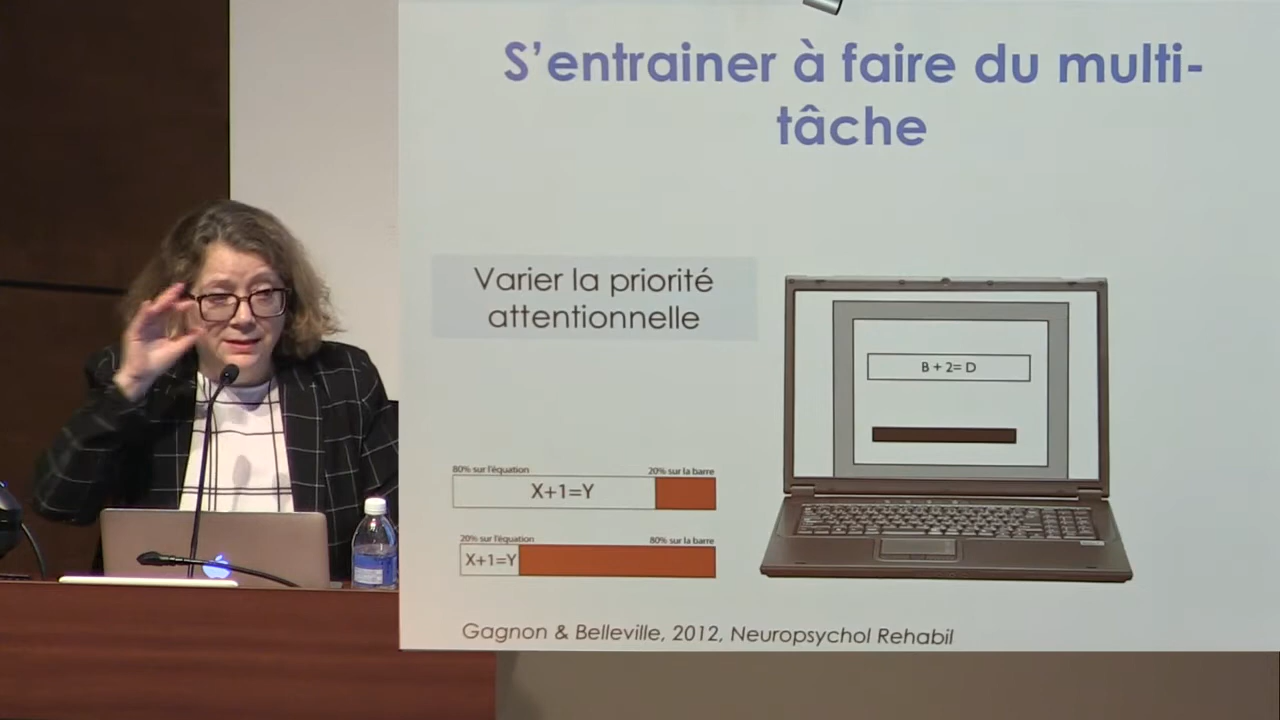 S'entrainer à faire du multi-
tâche
Varier la priorité
attentionnelle
B + 2= D
80% sur l'équation 20% sur la barre
X+1=Y
20% sur l'équation 80% sur la barre
X+1=Y
Gagnon & Belleville, 2012, Neuropsychol Rehabil